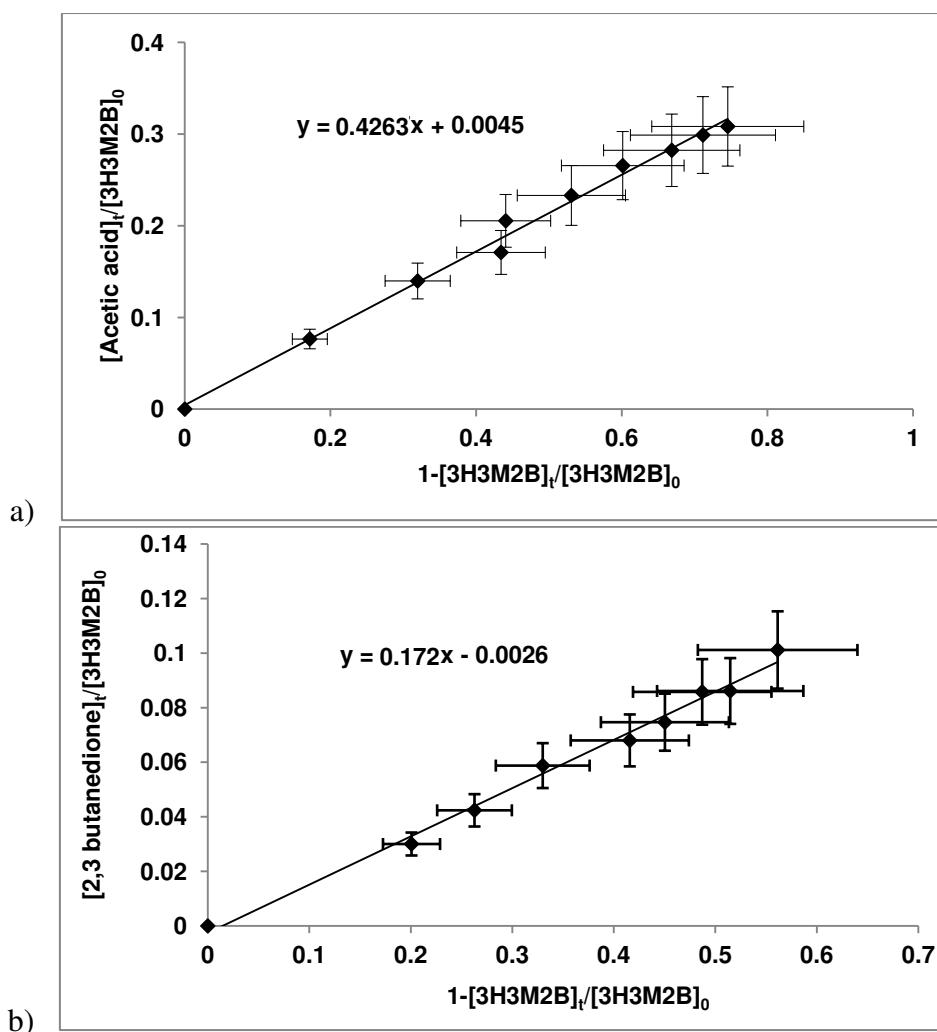 [Acetic acid]t/[3H3M2B]0
0.4
0.3
0.2
0.1
0
y = 0.4263x + 0.0045
0 0.2 0.4 0.6 0.8 1
1-[3H3M2B]t/[3H3M2B]0
a)
[2,3 butanedione]t/[3H3M2B]0
0.14
0.12
0.1
0.08
0.06
0.04
0.02
0
y = 0.172x - 0.0026
0 0.1 0.2 0.3 0.4 0.5 0.6 0.7
1-[3H3M2B]t/[3H3M2B]0
b)